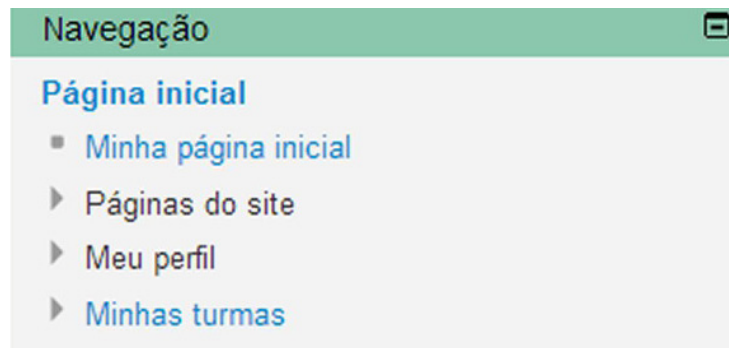 Navegação
Página inicial
Minha página inicial
Páginas do site
Meu perfil
Minhas turmas